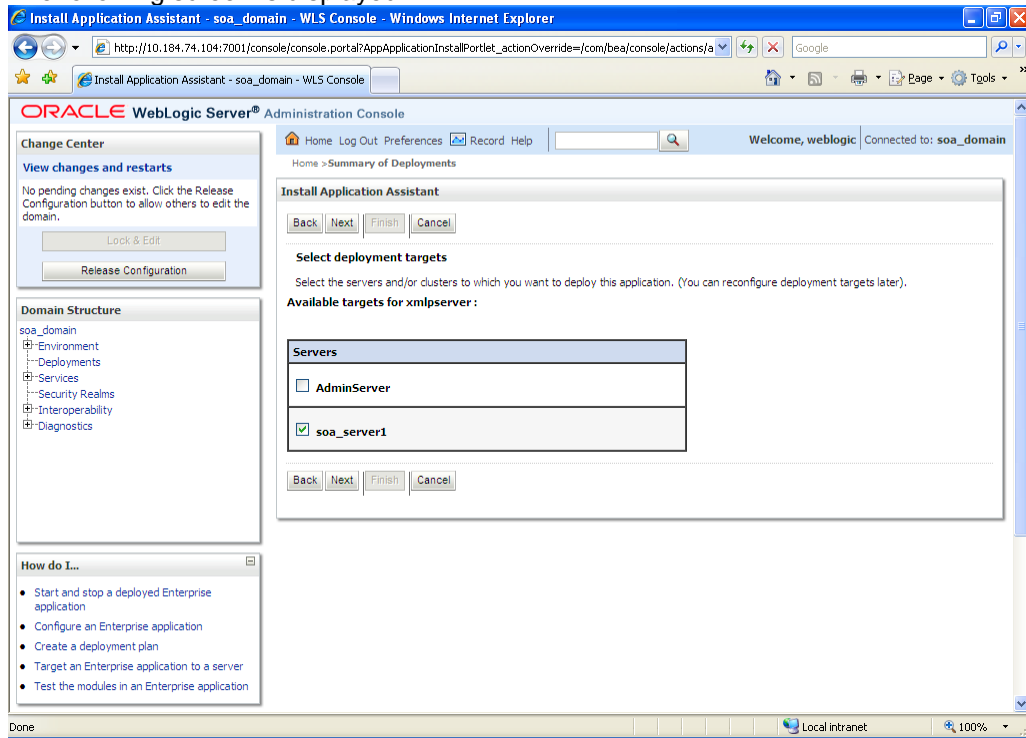 Install Application Assistant - soa_domain - WLS Console - Windows Internet Explorer
http://10.184.74.104:7001/console/console.portal?AppApplicationInstallPortlet_actionOverride=/com/bea/console/actions/a
Google
Install Application Assistant - soa_domain - WLS Console
Page
Tools
ORACLE WebLogic Server® Administration Console
Change Center
View changes and restarts
No pending changes exist. Click the Release
Configuration button to allow others to edit the
domain.
Lock & Edit
Release Configuration
Domain Structure
soa_domain
Environment
Deployments
Services
Security Realms
Interoperability
Diagnostics
How do I...
Start and stop a deployed Enterprise
application
Configure an Enterprise application
Create a deployment plan
Target an Enterprise application to a server
Test the modules in an Enterprise application
Home Log Out Preferences Record Help
Welcome, weblogic Connected to: soa_domain
Home >Summary of Deployments
Install Application Assistant
Back Next Finish Cancel
Select deployment targets
Select the servers and/or clusters to which you want to deploy this application. (You can reconfigure deployment targets later).
Available targets for xmlpserver :
Servers
AdminServer
soa_server1
Back Next Finish Cancel
Done
Local intranet
100%